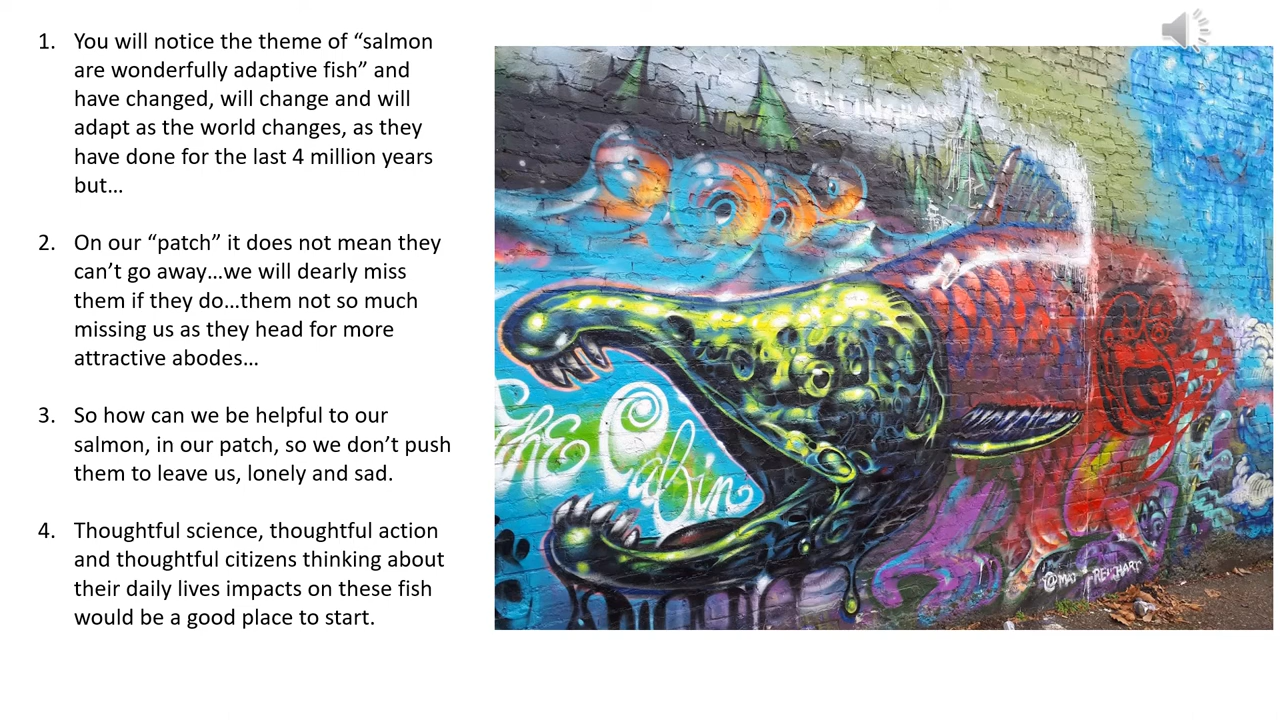 1. You will notice the theme of “salmon
are wonderfully adaptive fish” and
have changed, will change and will
adapt as the world changes, as they
have done for the last 4 million years
but…
2. On our “patch” it does not mean they
can’t go away…we will dearly miss
them if they do…them not so much
missing us as they head for more
attractive abodes…
3. So how can we be helpful to our
salmon, in our patch, so we don’t push
them to leave us, lonely and sad.
4. Thoughtful science, thoughtful action
and thoughtful citizens thinking about
their daily lives impacts on these fish
would be a good place to start.
The Cabin